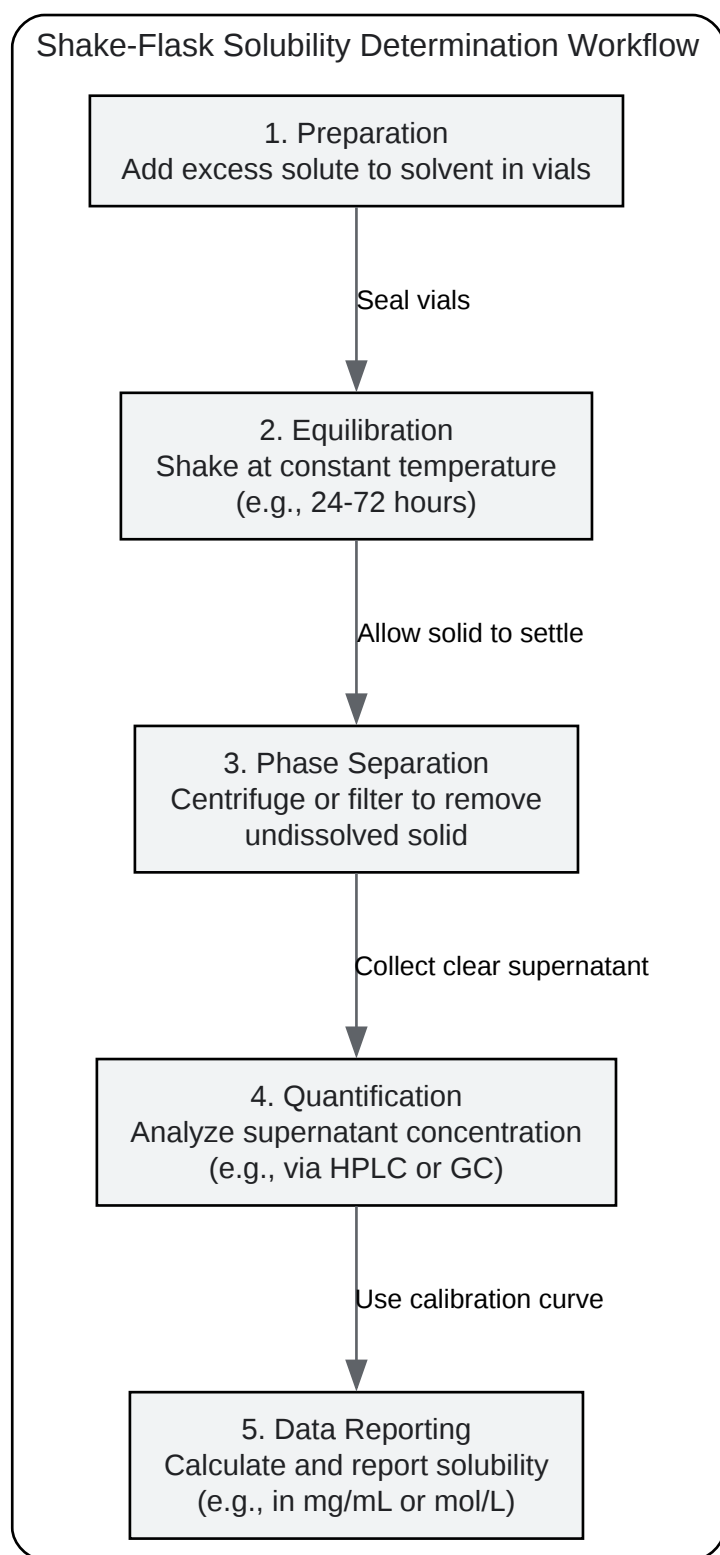 Shake-Flask Solubility Determination Workflow
1. Preparation
Add excess solute to solvent in vials
Seal vials
2. Equilibration
Shake at constant temperature
(e.g., 24-72 hours)
Allow solid to settle
3. Phase Separation
Centrifuge or filter to remove
undissolved solid
Collect clear supernatant
4. Quantification
Analyze supernatant concentration
(e.g., via HPLC or GC)
Use calibration curve
5. Data Reporting
Calculate and report solubility
(e.g., in mg/mL or mol/L)